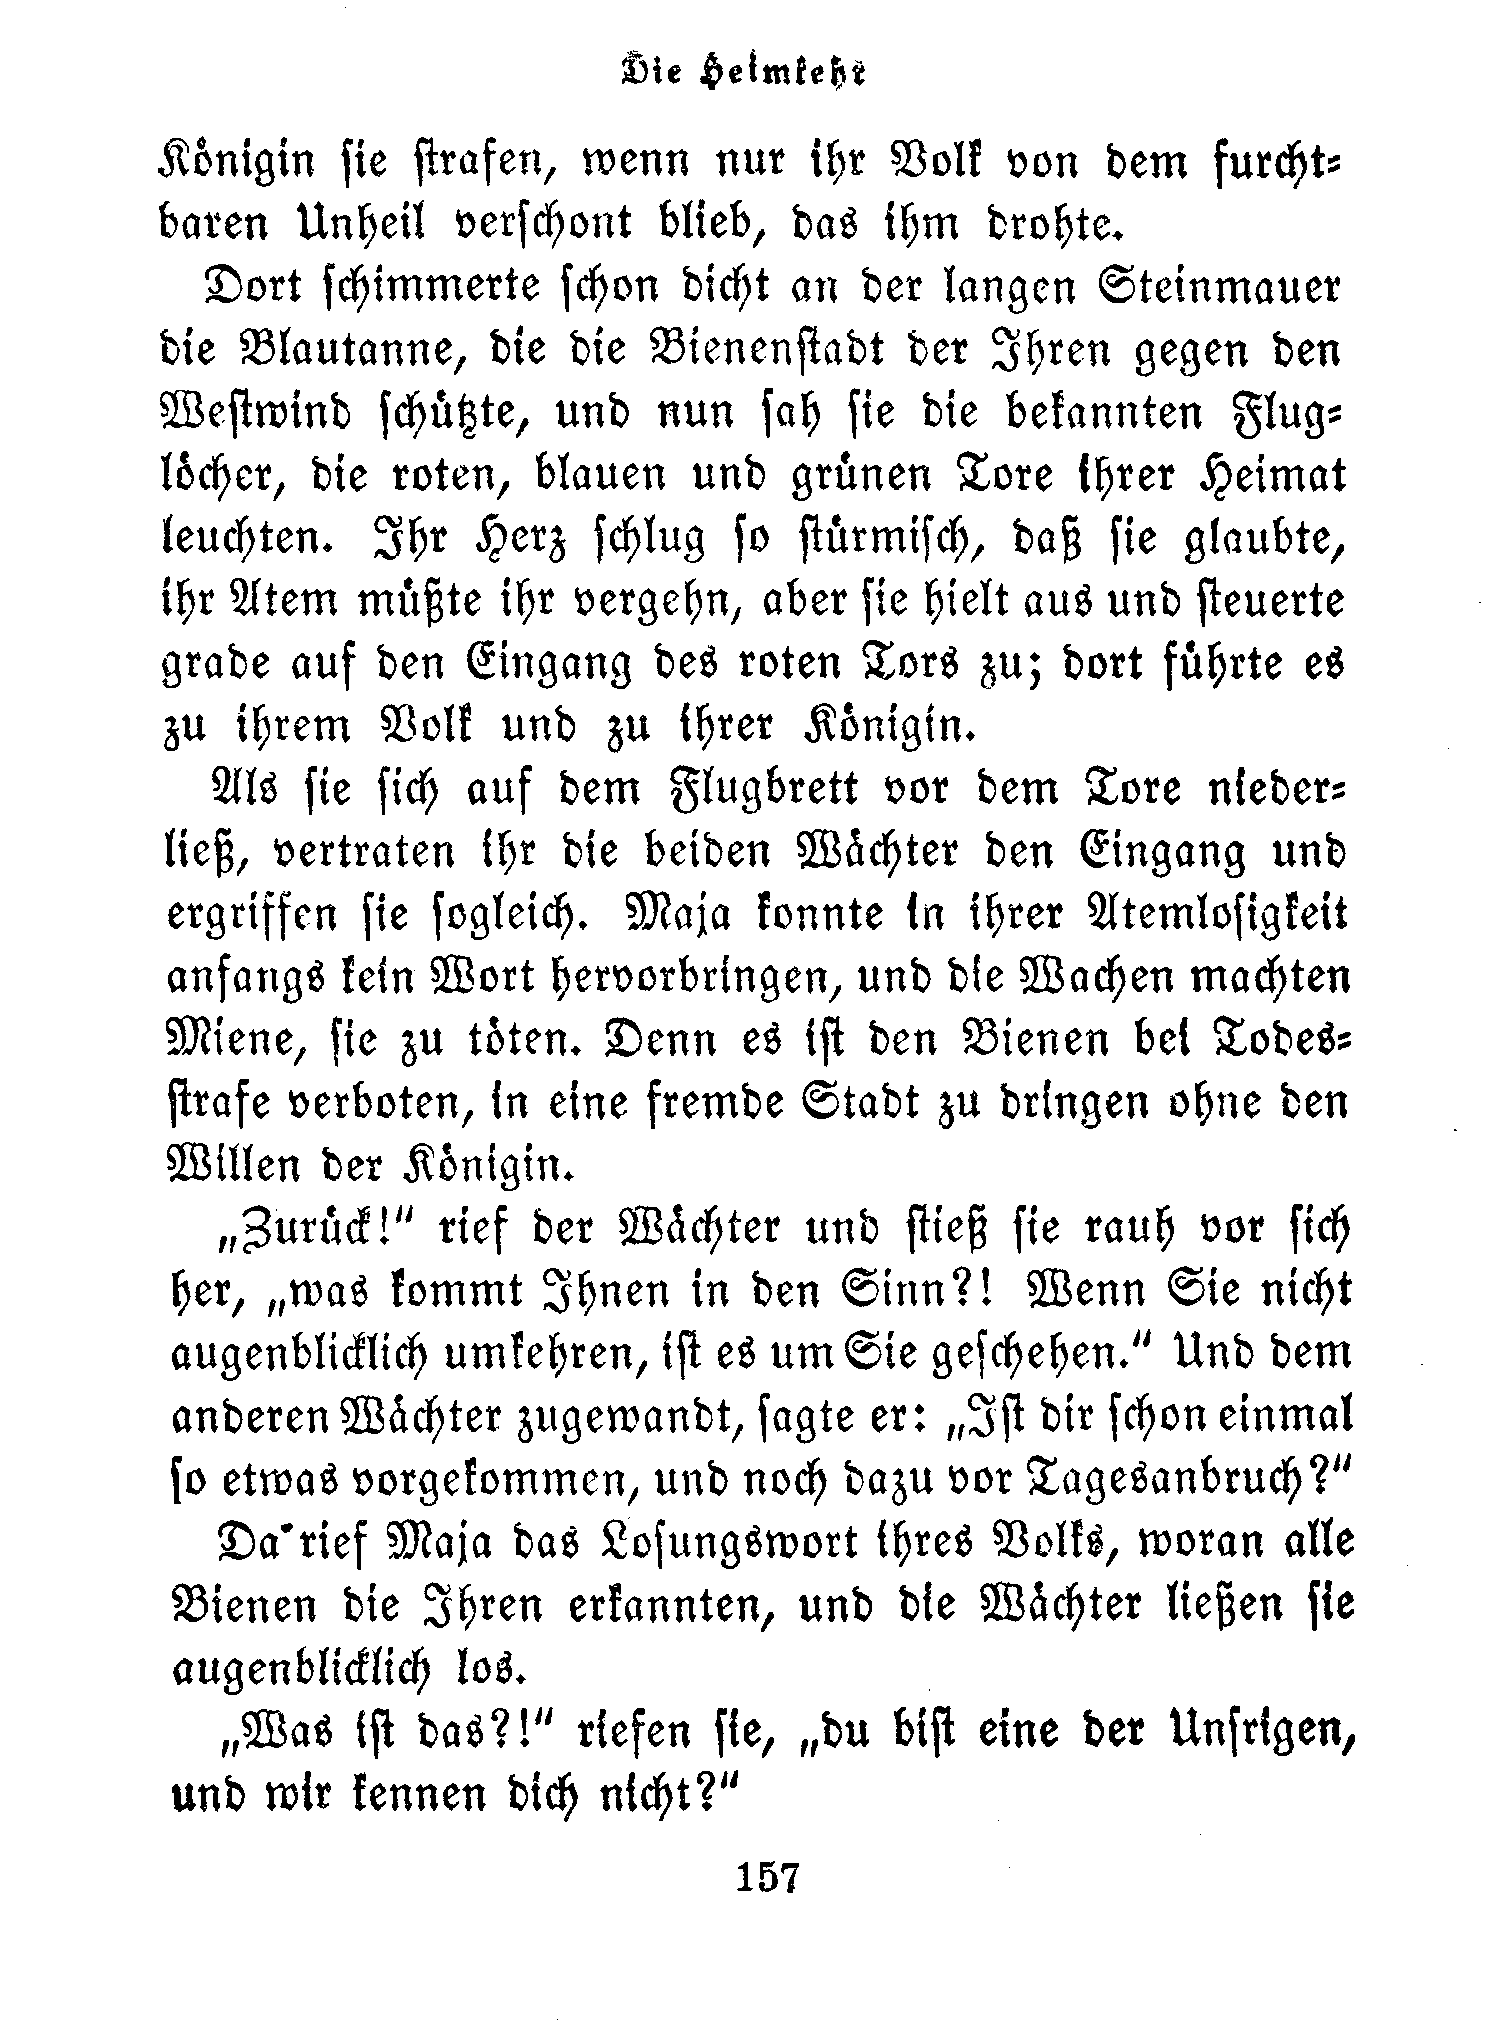 Die Heimkehr
Königin sie strafen, wenn nur ihr Volk von dem furcht-
baren Unheil verschont blieb, das ihm drohte.
Dort schimmerte schon dicht an der langen Steinmauer
die Blautanne, die die Bienenstadt der Ihren gegen den
Westwind schützte, und nun sah sie die bekannten Flug-
löcher, die roten, blauen und grünen Tore ihrer Heimat
leuchten. Ihr Herz schlug so stürmisch, daß sie glaubte,
ihr Atem müßte ihr vergehn, aber sie hielt aus und steuerte
grade auf den Eingang des roten Tors zu; dort führte es
zu ihrem Volk und zu ihrer Königin.
Als sie sich auf dem Flugbrett vor dem Tore nieder-
ließ, vertraten ihr die beiden Wächter den Eingang und
ergriffen sie sogleich. Maja konnte in ihrer Atemlosigkeit
anfangs kein Wort hervorbringen, und die Wachen machten
Miene, sie zu töten. Denn es ist den Bienen bei Todes-
strafe verboten, in eine fremde Stadt zu dringen ohne den
Willen der Königin.
„Zurück!“ rief der Wächter und stieß sie rauh vor sich
her, „was kommt Ihnen in den Sinn?! Wenn Sie nicht
augenblicklich umkehren, ist es um Sie geschehen.“ Und dem
anderen Wächter zugewandt, sagte er: „Ist dir schon einmal
so etwas vorgekommen, und noch dazu vor Tagesanbruch?“
Da rief Maja das Losungswort ihres Volks, woran alle
Bienen die Ihren erkannten, und die Wächter ließen sie
augenblicklich los.
„Was ist das?!“ riefen sie, „du bist eine der Unsrigen,
und wir kennen dich nicht?“
157